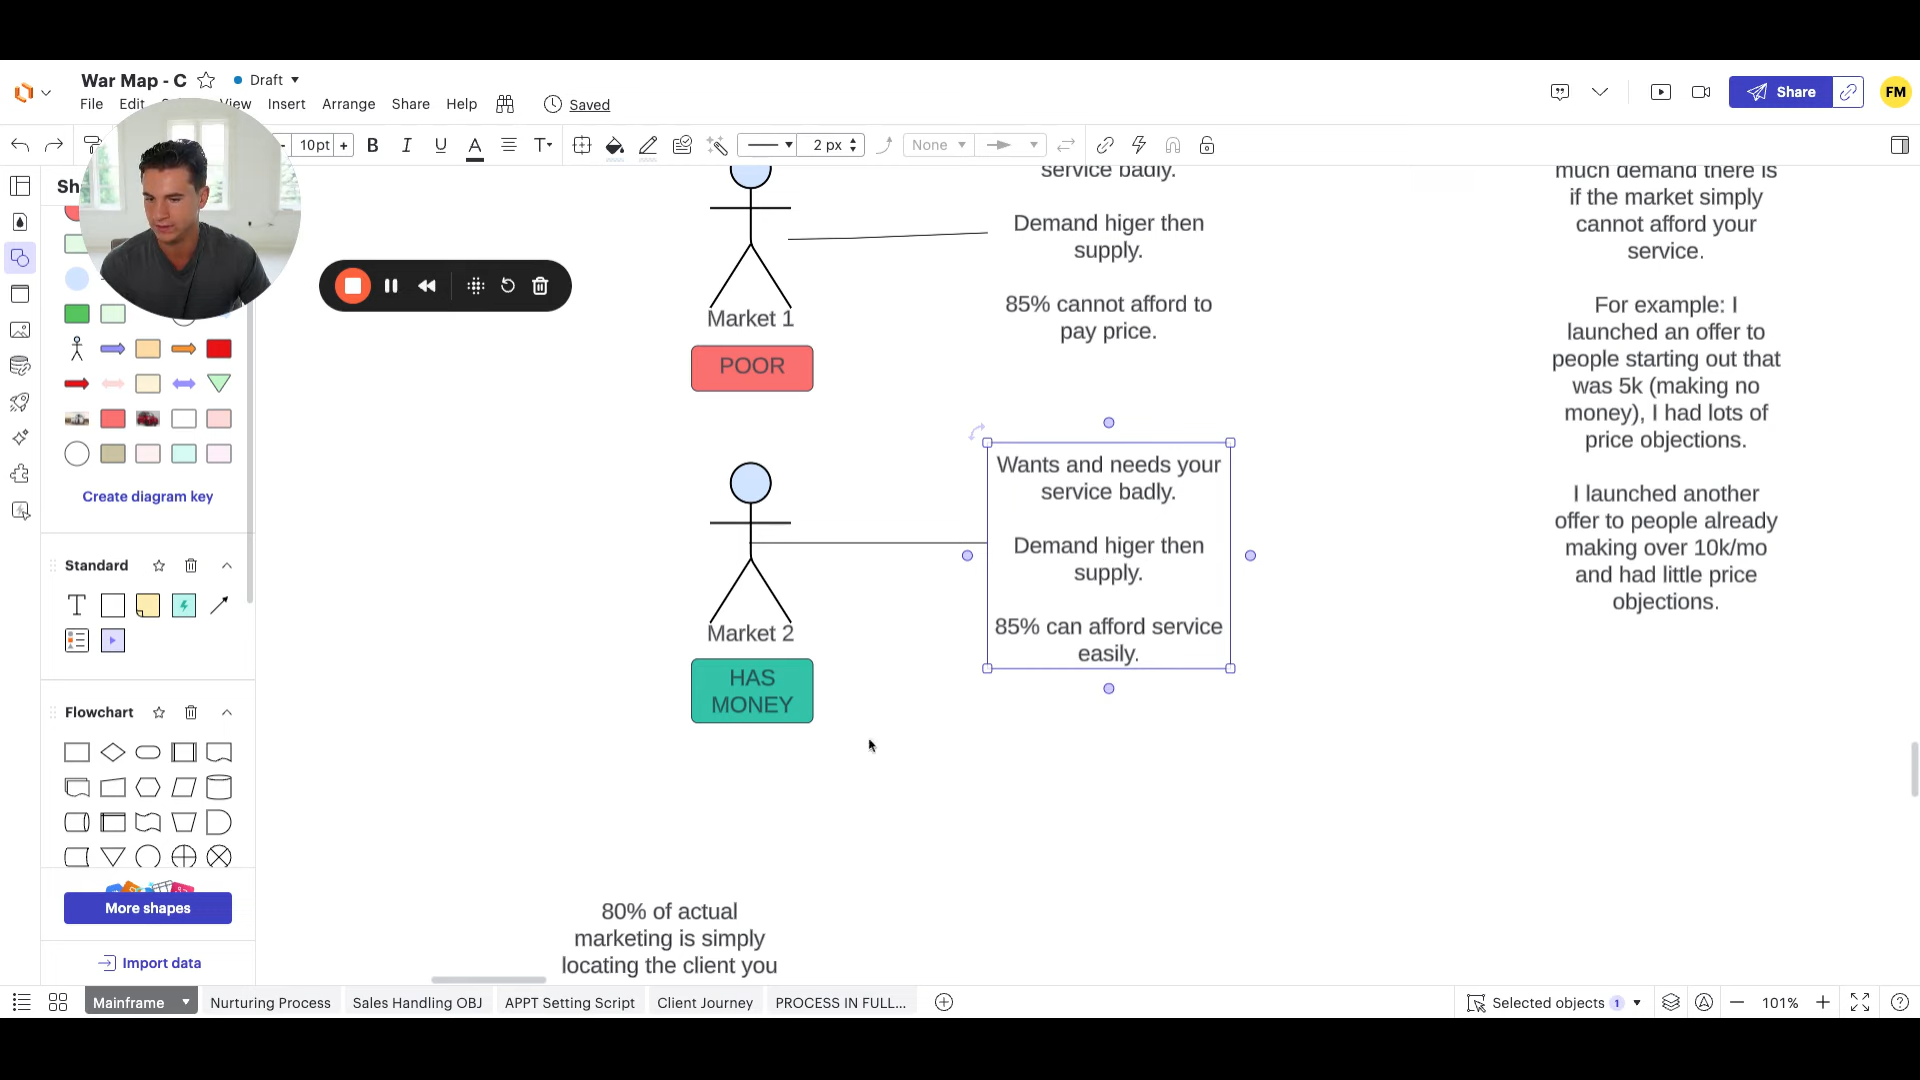 War Map - C
Draft
File Edit View Insert Arrange Share Help
Saved
Share
FM
10pt
B I U A T
2 px
None
Create diagram key
Standard
T
Flowchart
More shapes
Import data
service badly.
Demand higer then
supply.
85% cannot afford to
pay price.
Market 1
POOR
Wants and needs your
service badly.
Demand higer then
supply.
85% can afford service
easily.
Market 2
HAS
MONEY
80% of actual
marketing is simply
locating the client you
much demand there is
if the market simply
cannot afford your
service.
For example: I
launched an offer to
people starting out that
was 5k (making no
money), I had lots of
price objections.
I launched another
offer to people already
making over 10k/mo
and had little price
objections.
Mainframe
Nurturing Process
Sales Handling OBJ
APPT Setting Script
Client Journey
PROCESS IN FULL...
Selected objects 1
101%